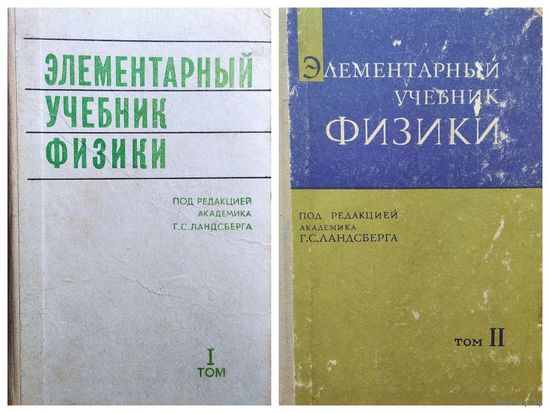 ЭЛЕМЕНТАРНЫЙ
УЧЕБНИК
ФИЗИКИ
ПОД РЕДАКЦИЕЙ
АКАДЕМИКА
Г.С.ЛАНДСБЕРГА
I
ТОМ
ЭЛЕМЕНТАРНЫЙ
УЧЕБНИК
ФИЗИКИ
ПОД РЕДАКЦИЕЙ
АКАДЕМИКА
Г.С.ЛАНДСБЕРГА
ТОМ II